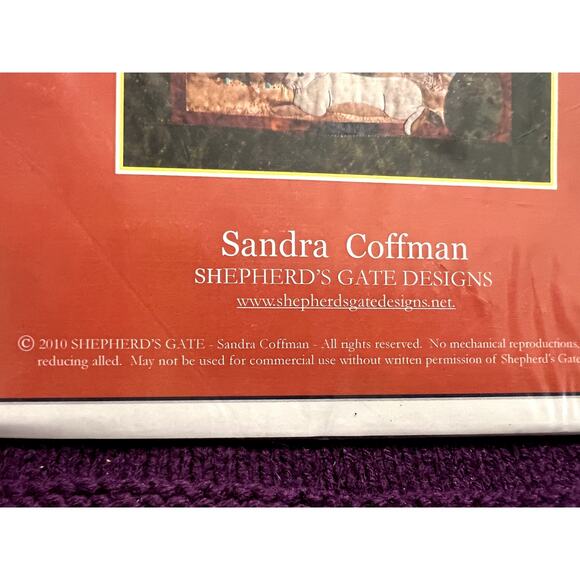 Sandra Coffman
SHEPHERD'S GATE DESIGNS
www.shepherdsgatedesigns.net.
© 2010 SHEPHERD'S GATE - Sandra Coffman - All rights reserved. No mechanical reproductions,
reducing alled. May not be used for commercial use without written permission of Shepherd's Gate